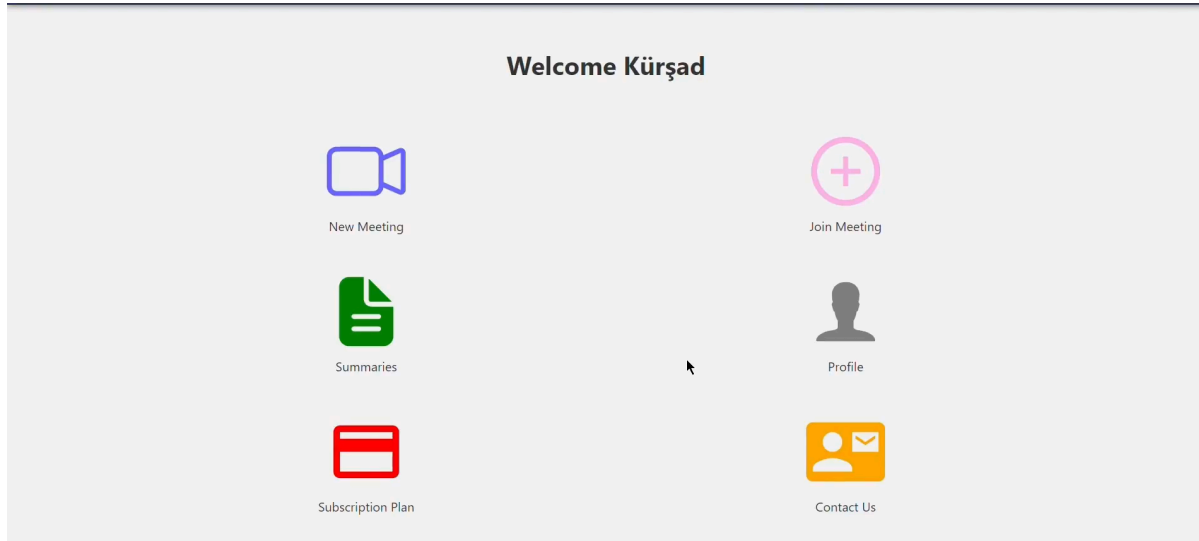 Welcome Kürşad
New Meeting
Join Meeting
Summaries
Profile
Subscription Plan
Contact Us